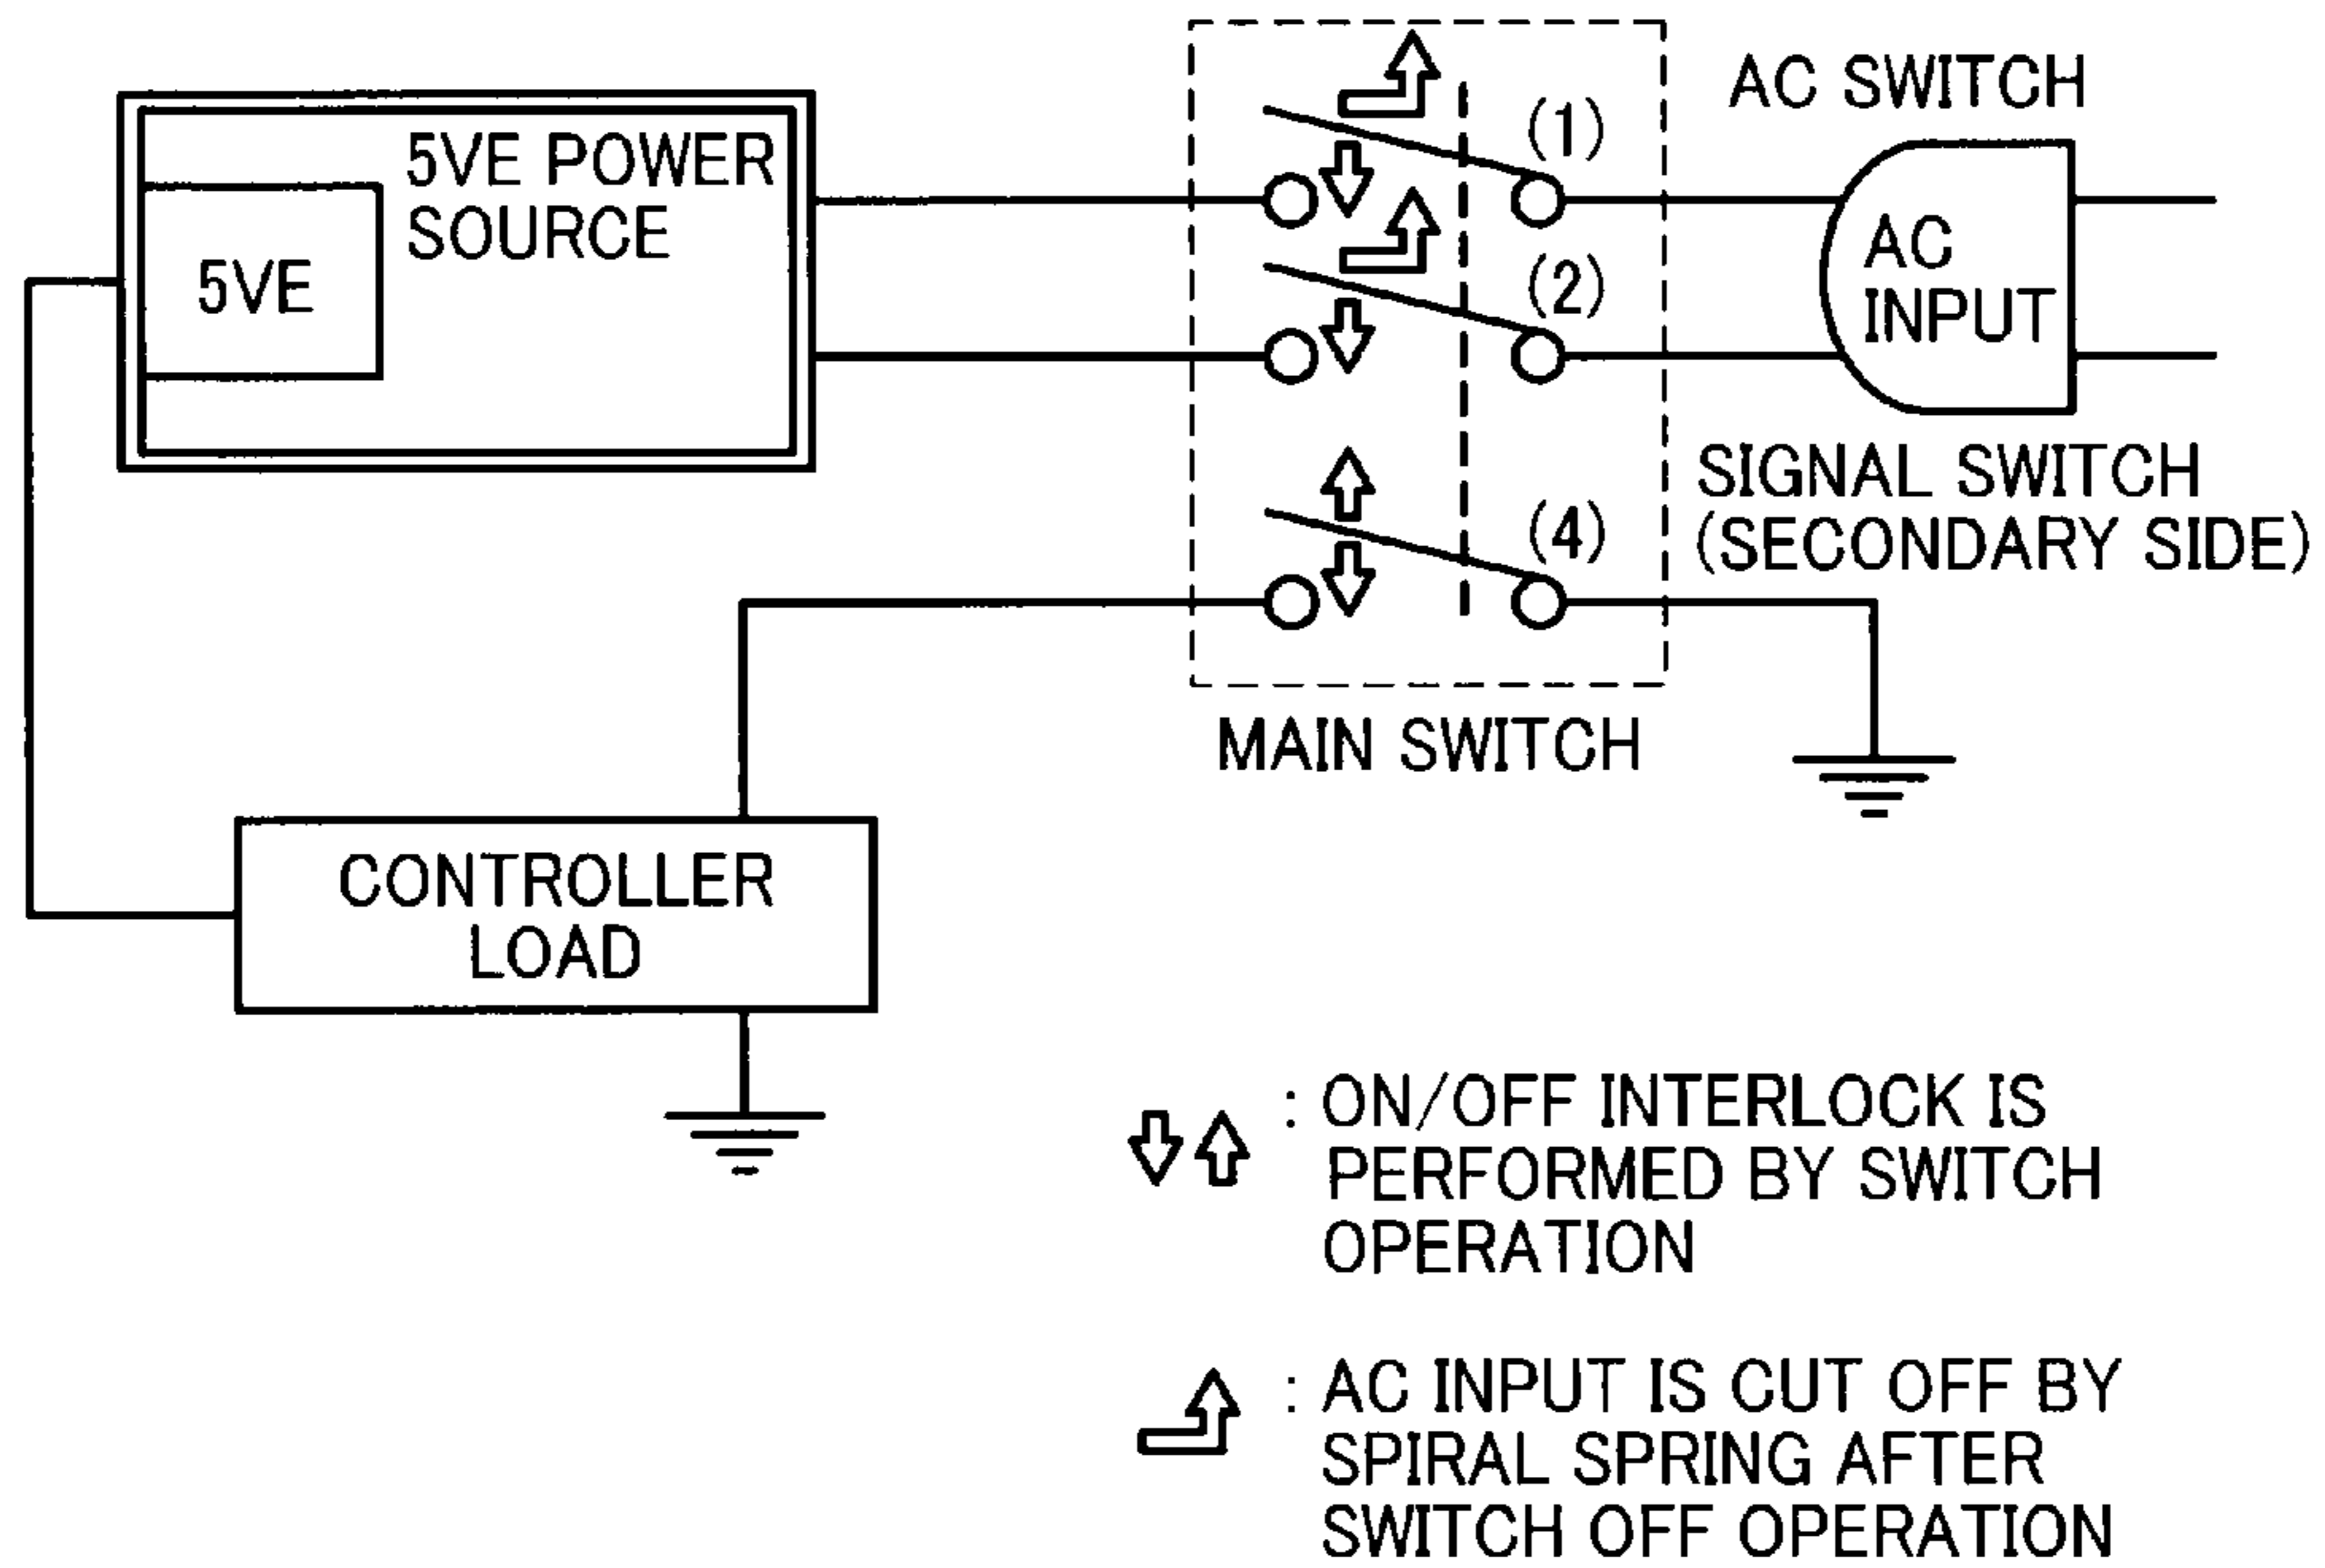 AC SWITCH
5VE POWER
SOURCE
5VE
(1)
(2)
AC
INPUT
SIGNAL SWITCH
(SECONDARY SIDE)
(4)
MAIN SWITCH
CONTROLLER
LOAD
: ON/OFF INTERLOCK IS
PERFORMED BY SWITCH
OPERATION
: AC INPUT IS CUT OFF BY
SPIRAL SPRING AFTER
SWITCH OFF OPERATION